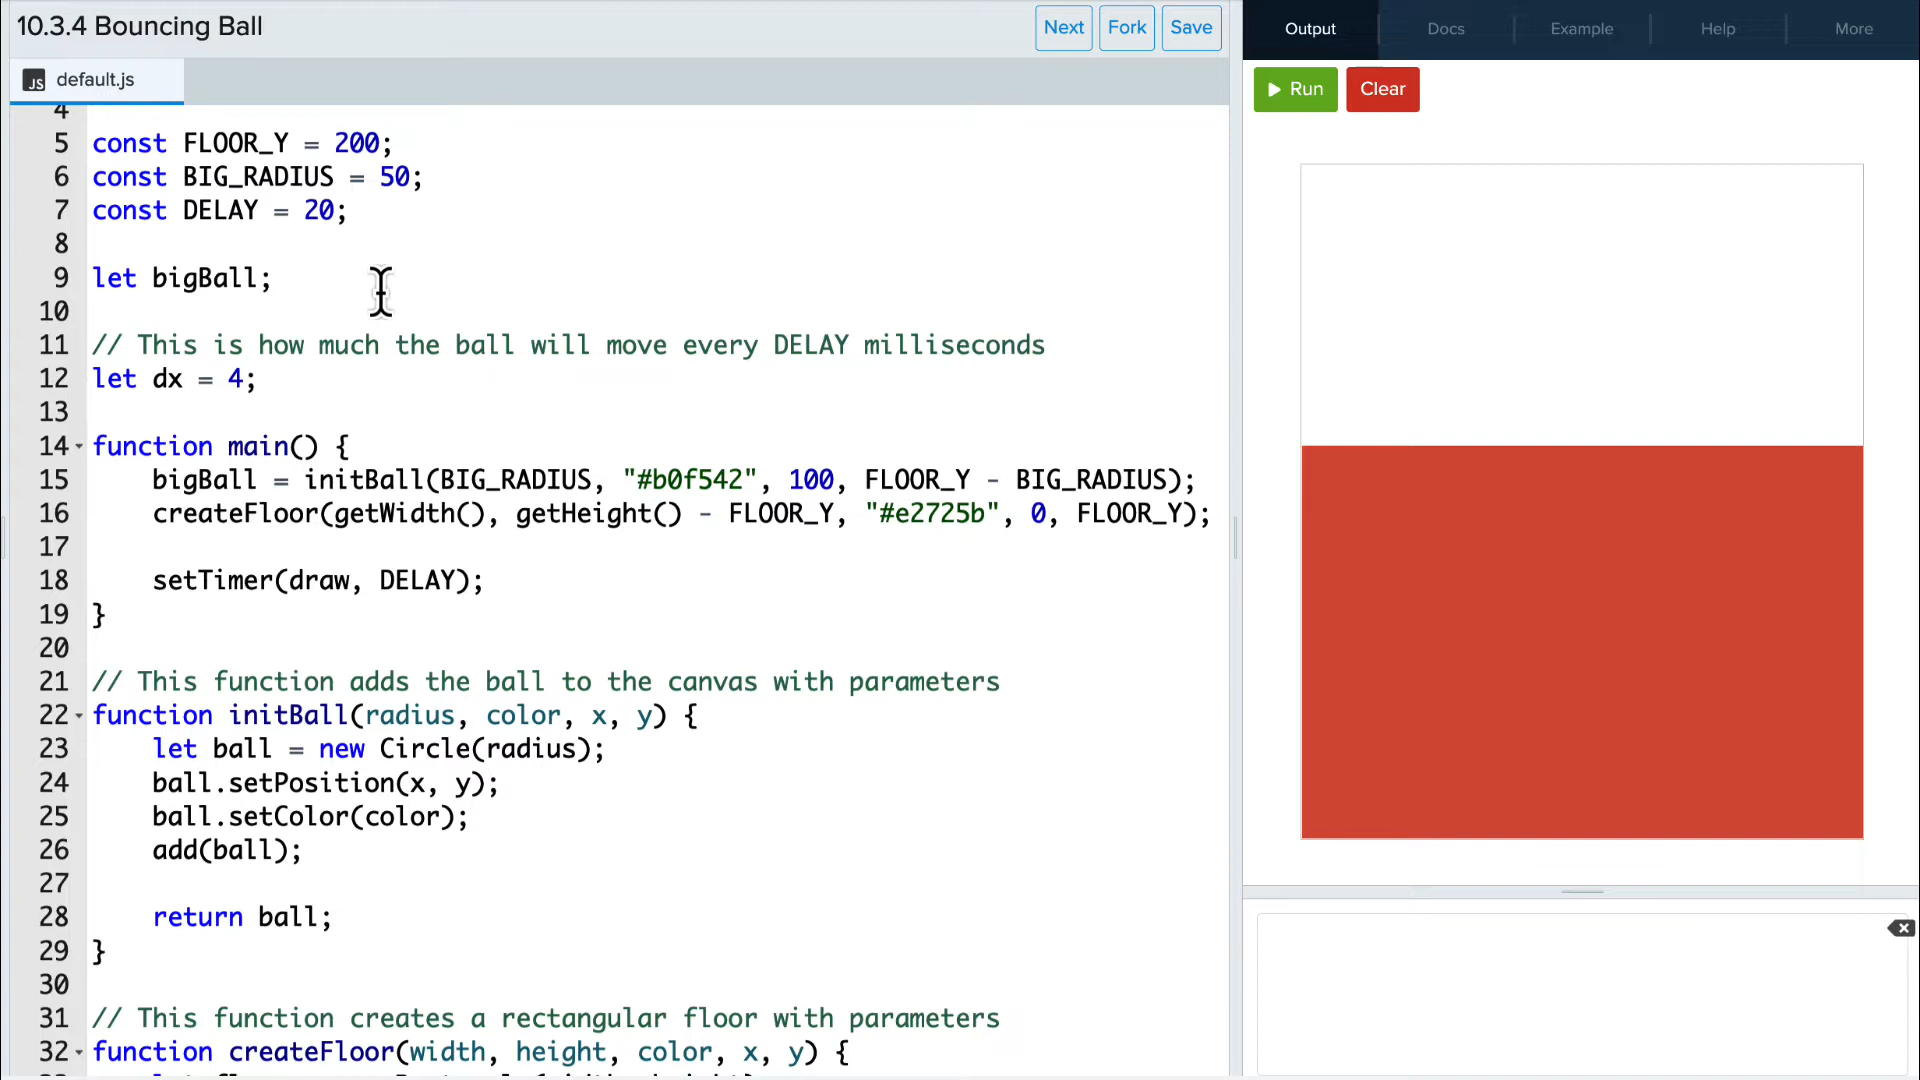 10.3.4 Bouncing Ball
Next
Fork
Save
Output
Docs
Example
Help
More
JS default.js
Run
Clear
4
5 const FLOOR_Y = 200;
6 const BIG_RADIUS = 50;
7 const DELAY = 20;
8
9 let bigBall;
10
11 // This is how much the ball will move every DELAY milliseconds
12 let dx = 4;
13
14 function main() {
15 bigBall = initBall(BIG_RADIUS, "#b0f542", 100, FLOOR_Y - BIG_RADIUS);
16 createFloor(getWidth(), getHeight() - FLOOR_Y, "#e2725b", 0, FLOOR_Y);
17
18 setTimer(draw, DELAY);
19 }
20
21 // This function adds the ball to the canvas with parameters
22 function initBall(radius, color, x, y) {
23 let ball = new Circle(radius);
24 ball.setPosition(x, y);
25 ball.setColor(color);
26 add(ball);
27
28 return ball;
29 }
30
31 // This function creates a rectangular floor with parameters
32 function createFloor(width, height, color, x, y) {